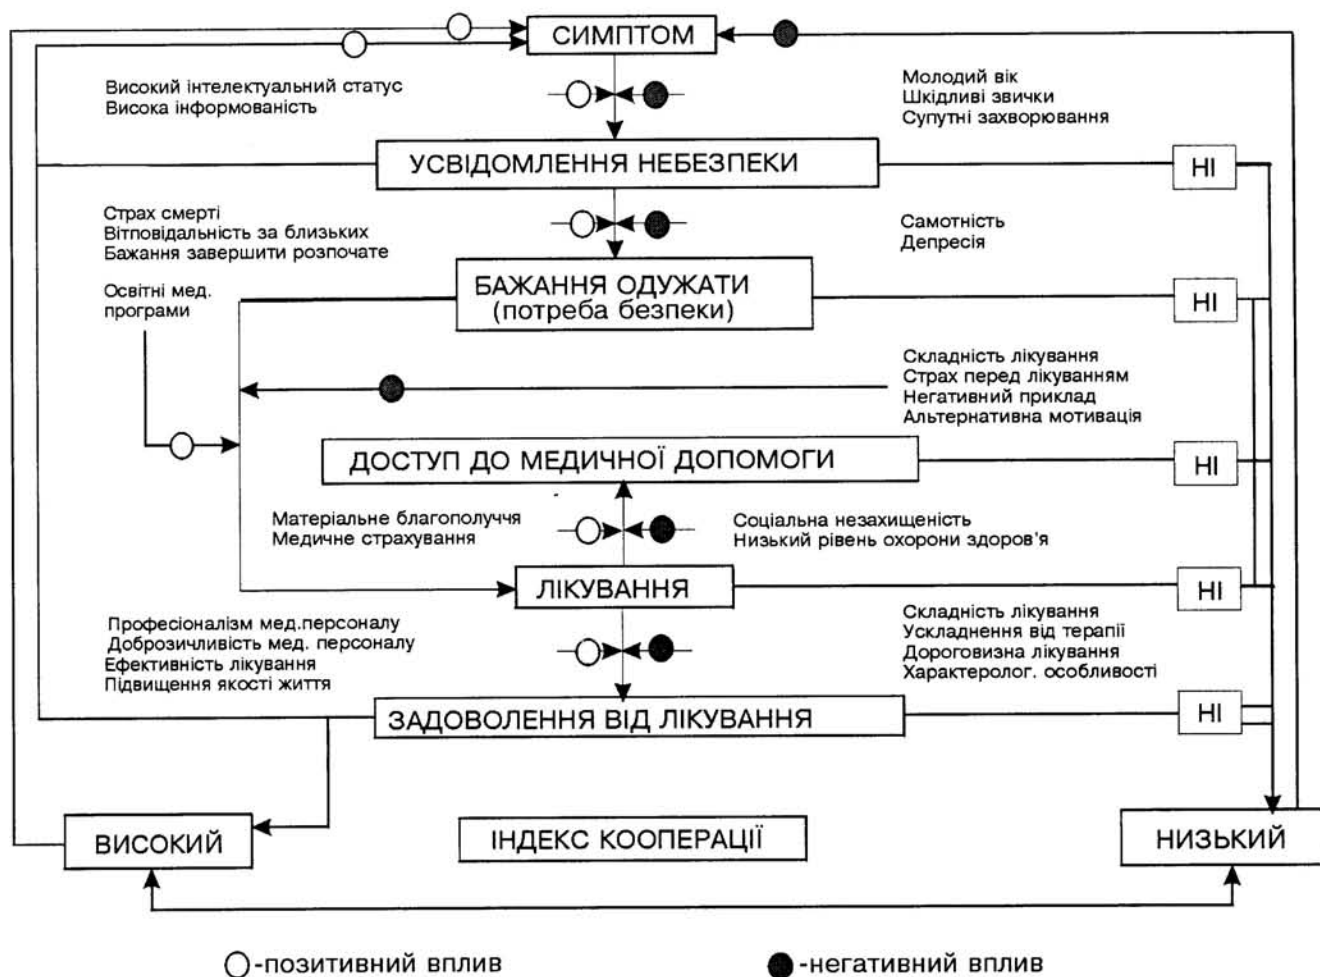 СИМПТОМ
Високий інтелектуальний статус
Висока інформованість
Молодий вік
Шкідливі звички
Супутні захворювання
УСВІДОМЛЕННЯ НЕБЕЗПЕКИ
НІ
Страх смерті
Вітповідальність за близьких
Бажання завершити розпочате
Самотність
Депресія
БАЖАННЯ ОДУЖАТИ
(потреба безпеки)
НІ
Освітні мед.
програми
Складність лікування
Страх перед лікуванням
Негативний приклад
Альтернативна мотивація
ДОСТУП ДО МЕДИЧНОЇ ДОПОМОГИ
НІ
Матеріальне благополуччя
Медичне страхування
Соціальна незахищеність
Низький рівень охорони здоров'я
ЛІКУВАННЯ
НІ
Професіоналізм мед.персоналу
Доброзичливість мед. персоналу
Ефективність лікування
Підвищення якості життя
Складність лікування
Ускладнення від терапії
Дороговизна лікування
Характеролог. особливості
ЗАДОВОЛЕННЯ ВІД ЛІКУВАННЯ
НІ
ВИСОКИЙ
ІНДЕКС КООПЕРАЦІЇ
НИЗЬКИЙ
-позитивний вплив
-негативний вплив